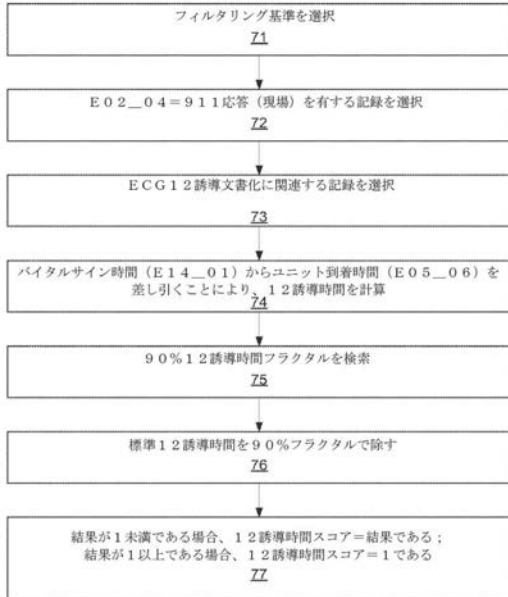 フィルタリング基準を選択
71
E02__04=911応答(現場)を有する記録を選択
72
ECG12誘導文書化に関連する記録を選択
73
バイタルサイン時間(E14__01)からユニット到着時間(E05__06)を
差し引くことにより、12誘導時間を計算
74
90%12誘導時間フラクタルを検索
75
標準12誘導時間を90%フラクタルで除す
76
結果が1未満である場合、12誘導時間スコア=結果である;
結果が1以上である場合、12誘導時間スコア=1である
77